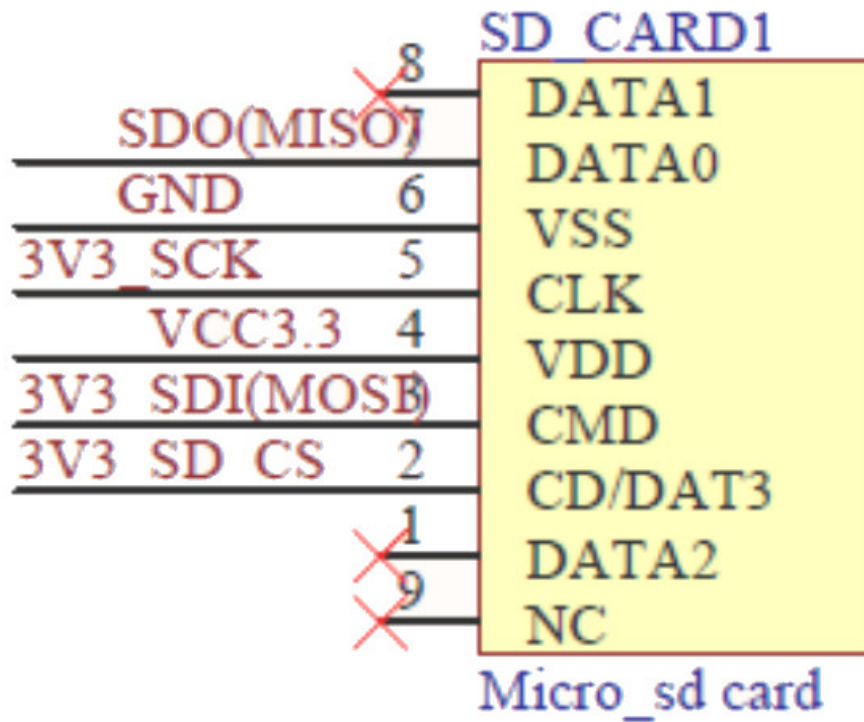 SD_CARD1
8 DATA1
SDO(MISO) 7 DATA0
GND 6 VSS
3V3_SCK 5 CLK
VCC3.3 4 VDD
3V3_SDI(MOSI) 3 CMD
3V3_SD_CS 2 CD/DAT3
1 DATA2
9 NC
Micro_sd card